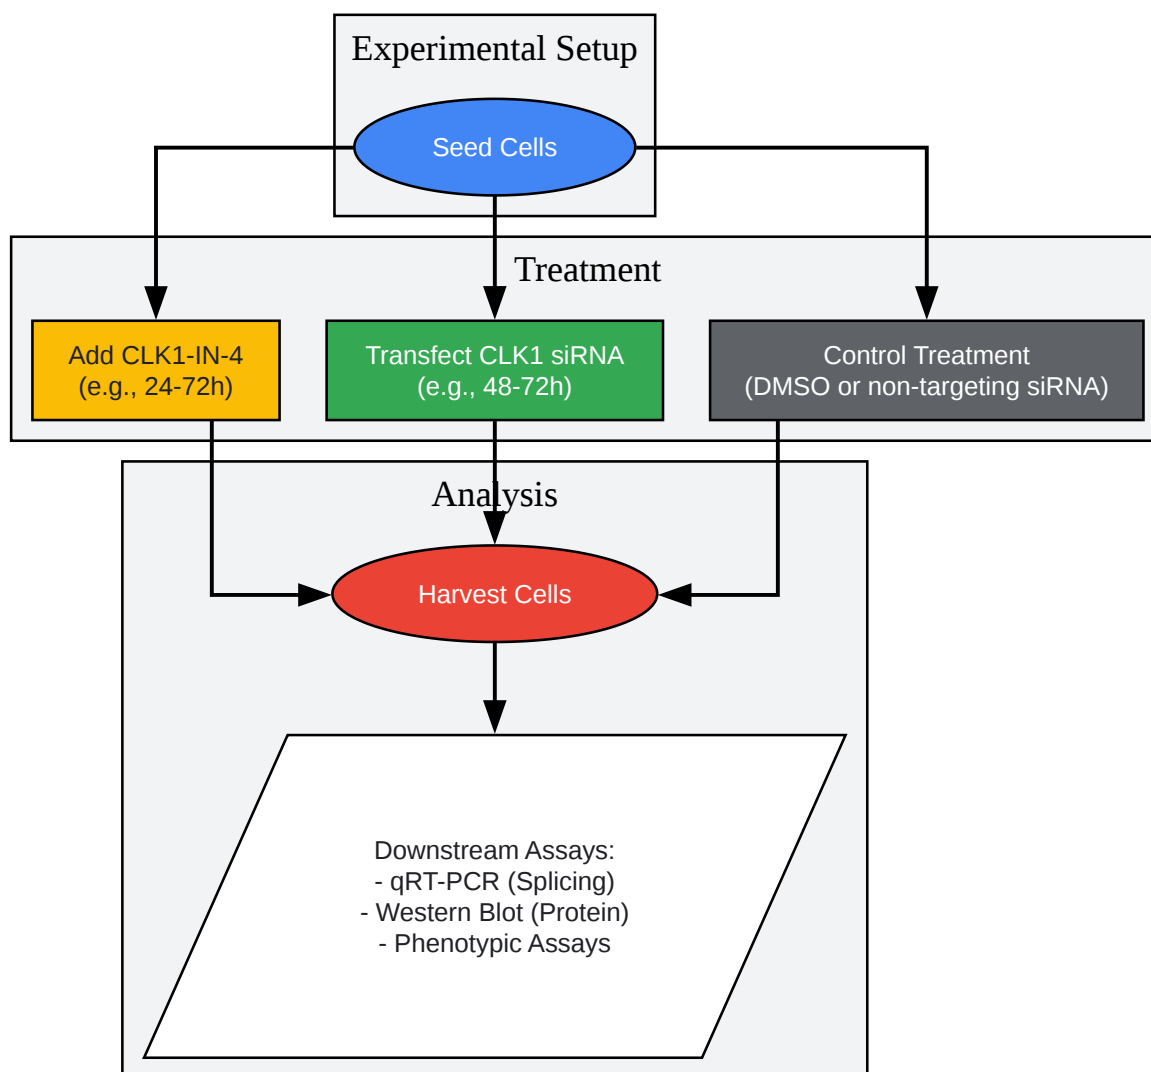 Experimental Setup
Seed Cells
Treatment
Add CLK1-IN-4
(e.g., 24-72h)
Transfect CLK1 siRNA
(e.g., 48-72h)
Control Treatment
(DMSO or non-targeting siRNA)
Analysis
Harvest Cells
Downstream Assays:
- qRT-PCR (Splicing)
- Western Blot (Protein)
- Phenotypic Assays